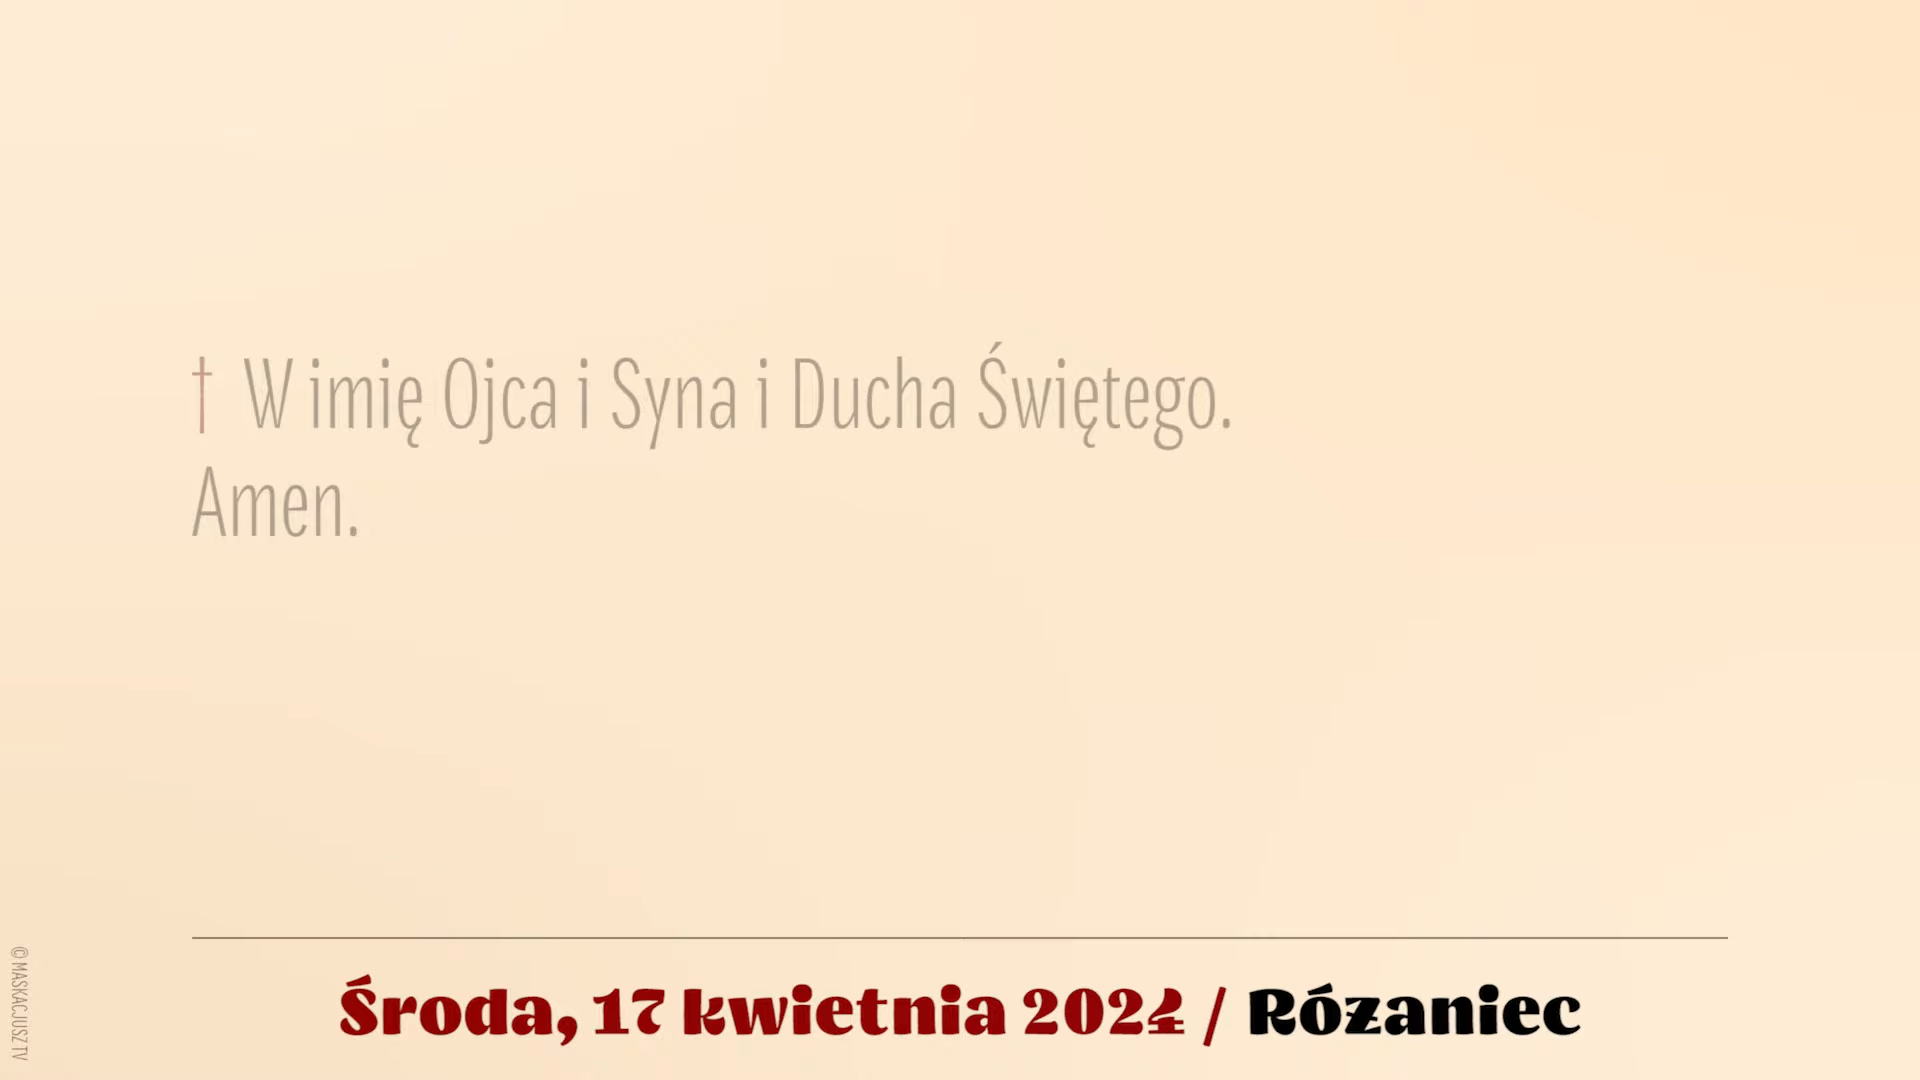 † W imię Ojca i Syna i Ducha Świętego.
Amen.
Środa, 17 kwietnia 2024 / Różaniec
© MASKACJUSZ TV